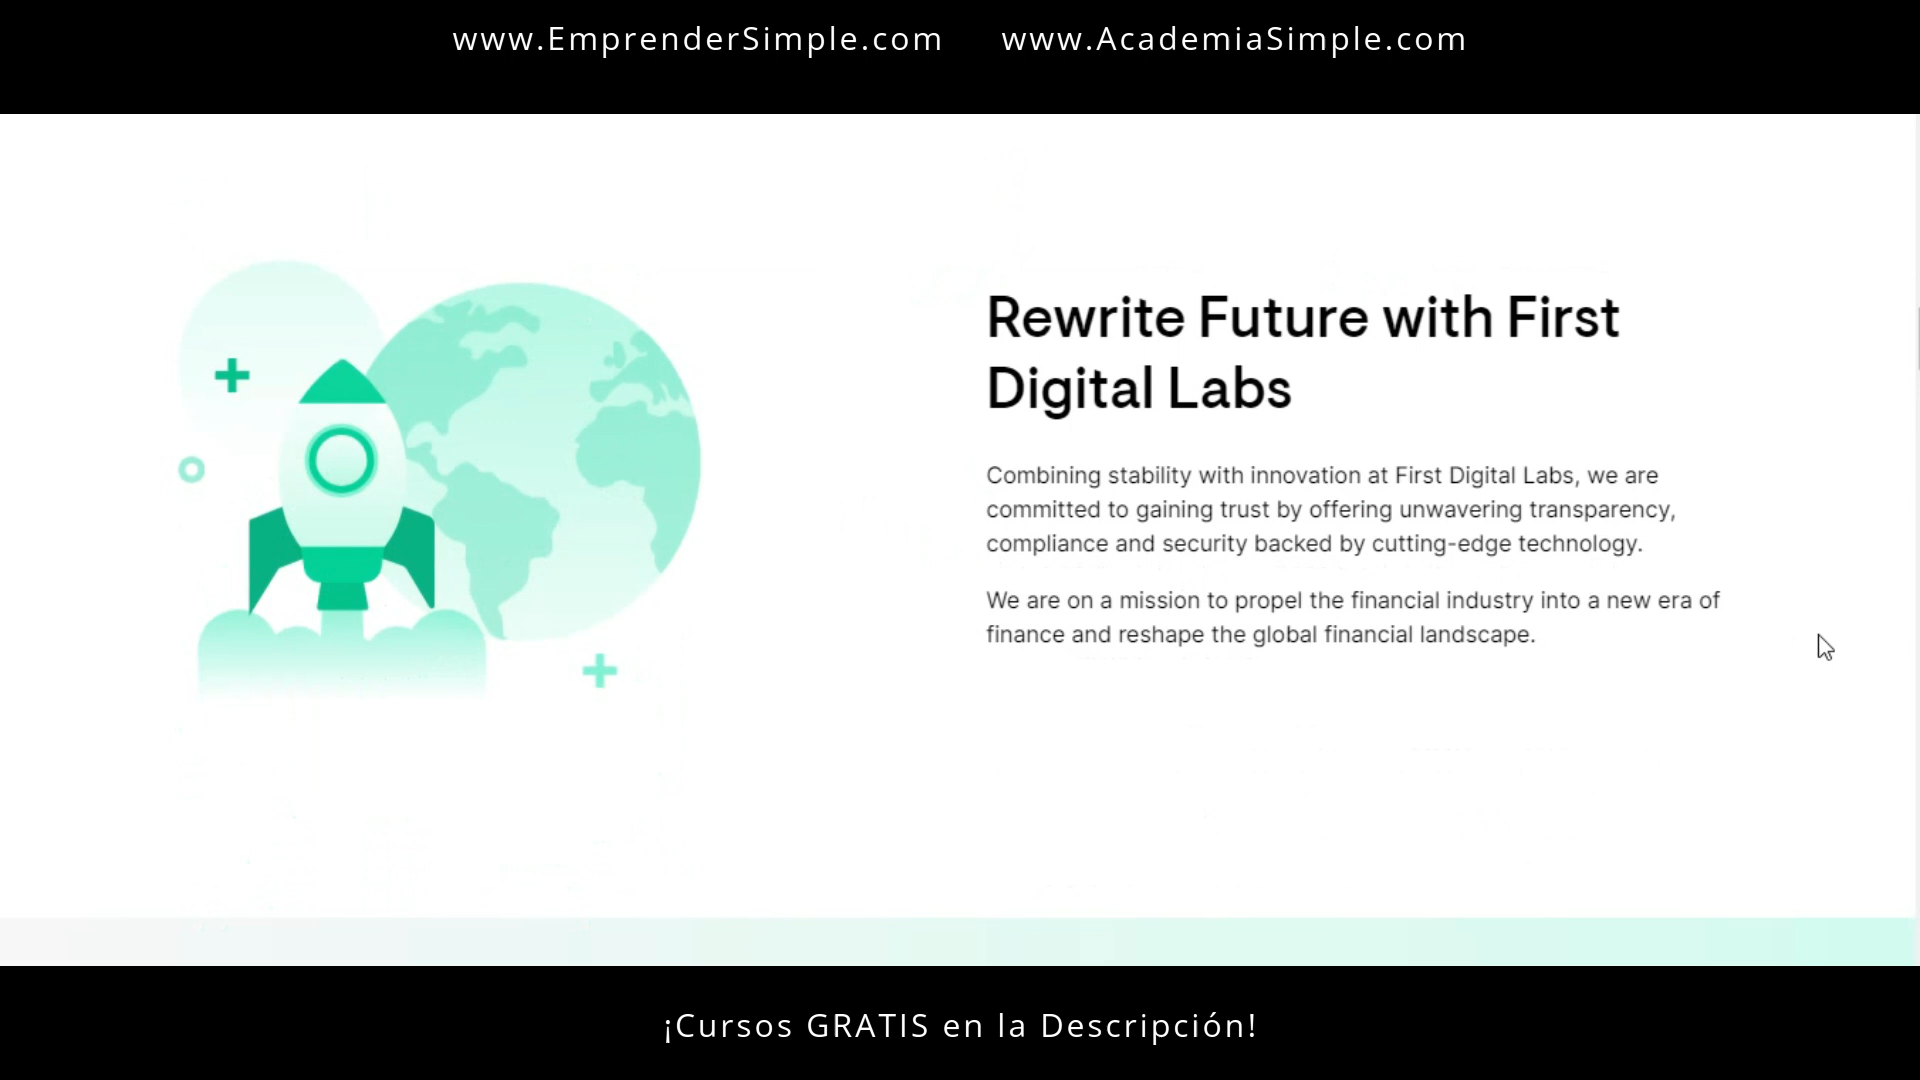 www.EmprenderSimple.com www.AcademiaSimple.com
Rewrite Future with First
Digital Labs
Combining stability with innovation at First Digital Labs, we are
committed to gaining trust by offering unwavering transparency,
compliance and security backed by cutting-edge technology.
We are on a mission to propel the financial industry into a new era of
finance and reshape the global financial landscape.
¡Cursos GRATIS en la Descripción!